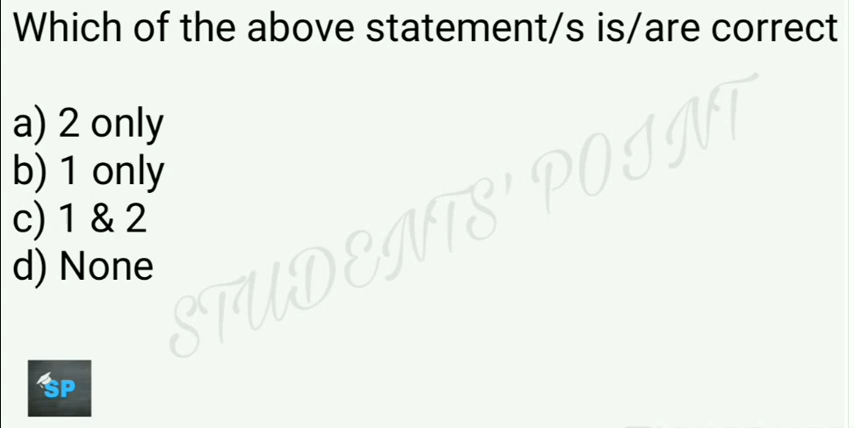 Which of the above statement/s is/are correct
a) 2 only
b) 1 only
c) 1 & 2
d) None
STUDENTS' POINT
SP